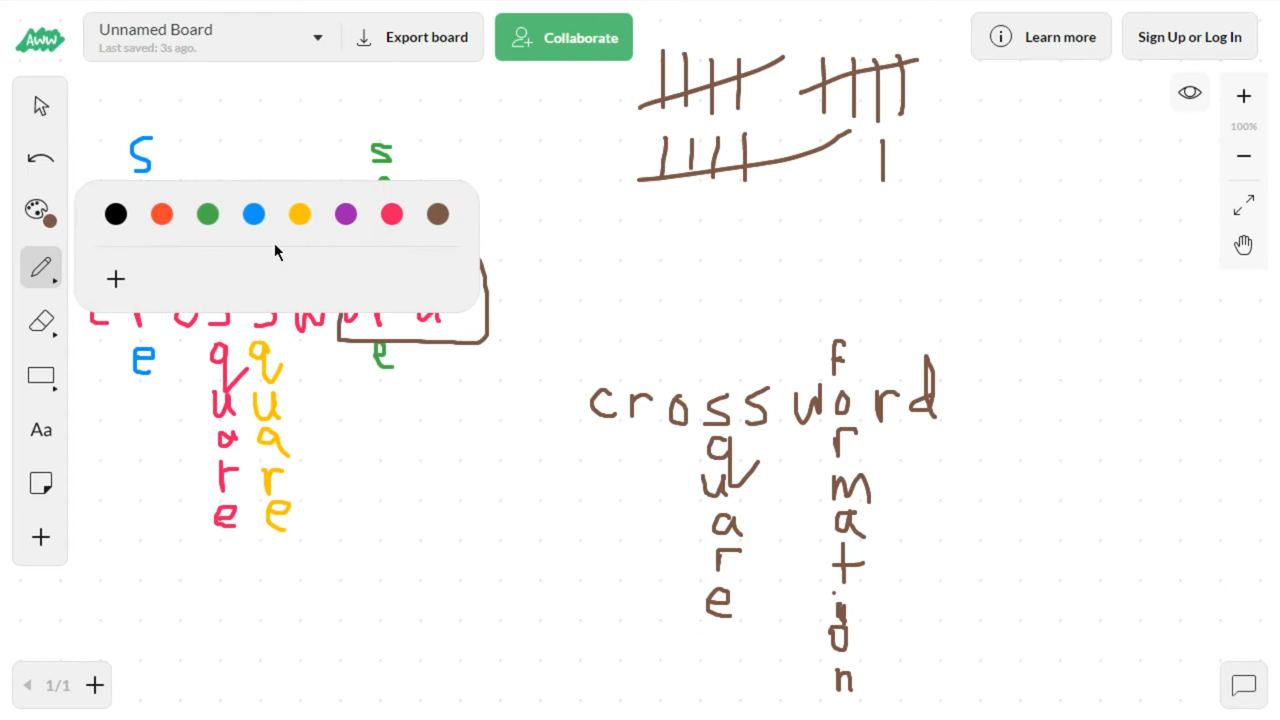 AWW
Unnamed Board
Last saved: 3s ago.
Export board
Collaborate
Learn more
Sign Up or Log In
100%
S
s
e
q
q
e
u
u
a
a
r
r
e
e
f
crossword
q
r
u
m
a
a
r
t
e
i
o
n
Aa
1/1